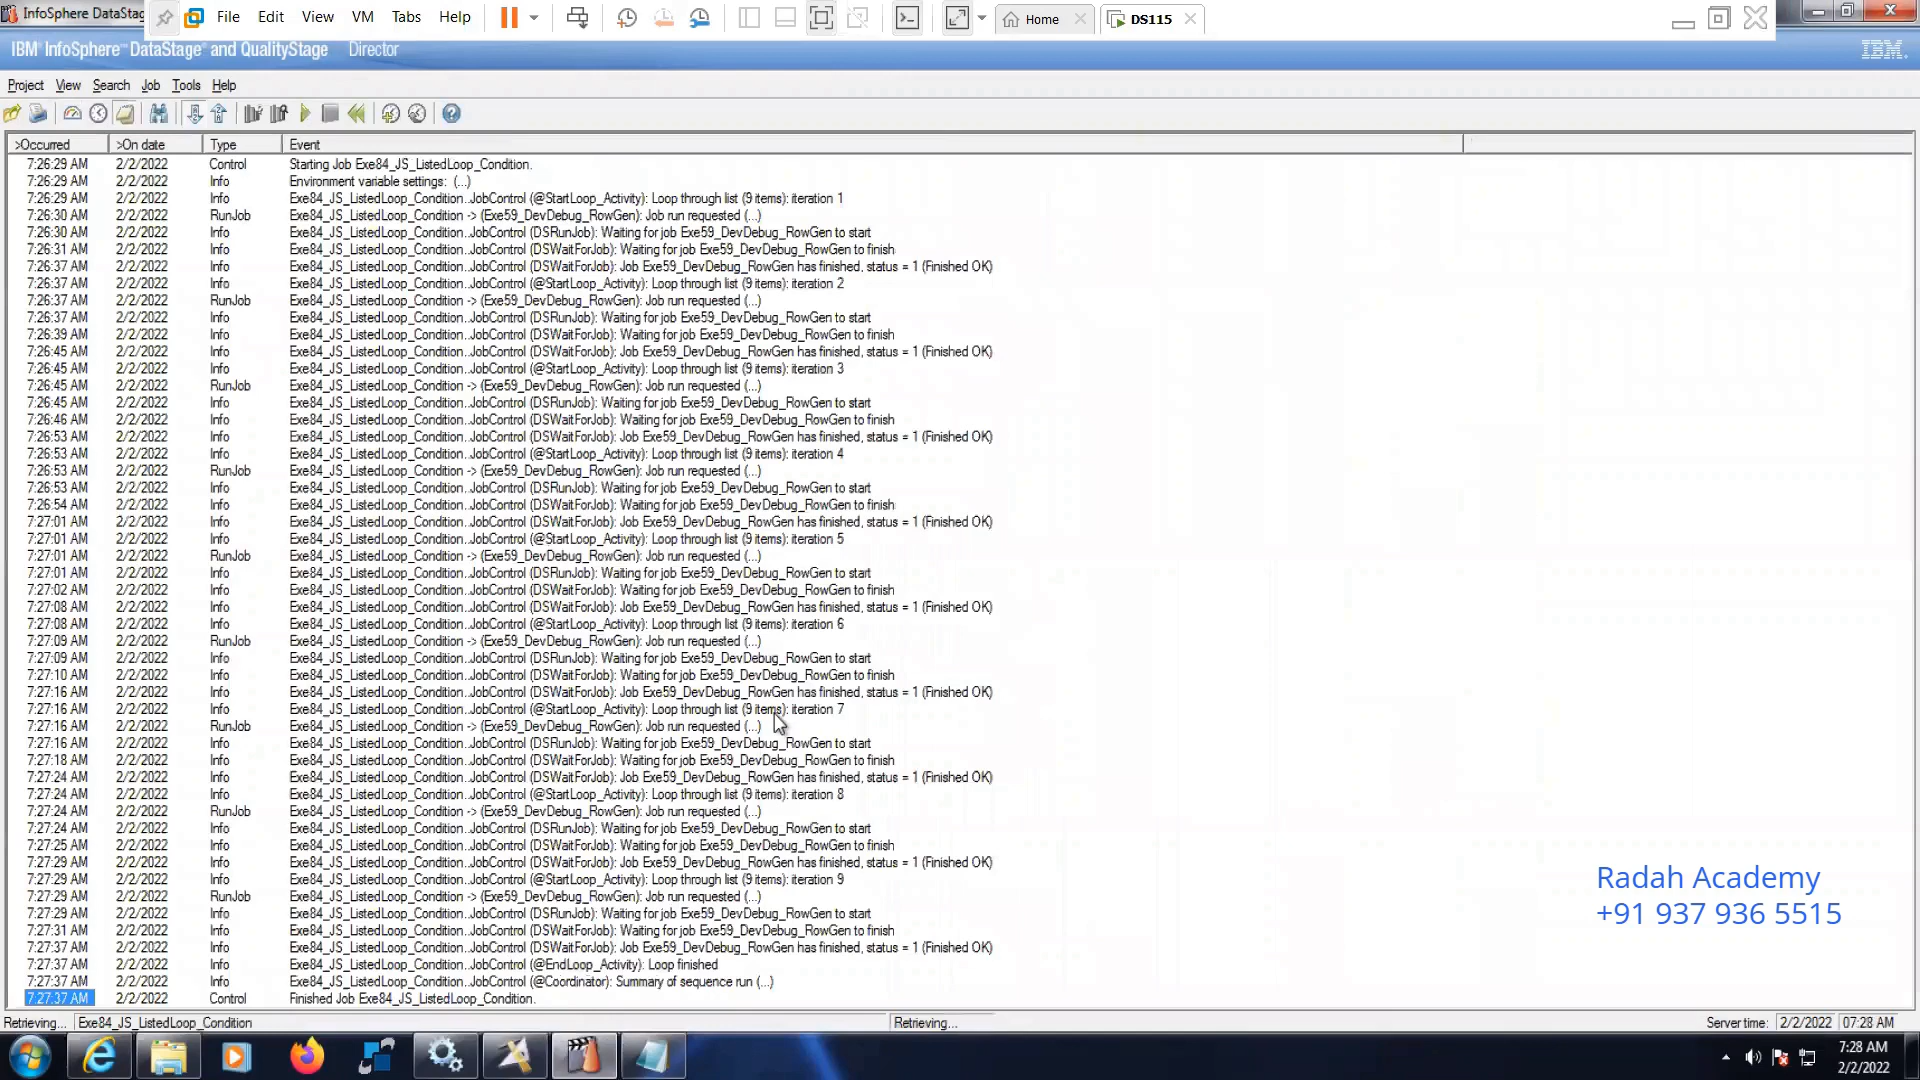 InfoSphere DataStag
File Edit View VM Tabs Help
Home
DS115
IBM® InfoSphere™ DataStage® and QualityStage Director
IBM.
Project View Search Job Tools Help
>Occurred >On date Type Event
7:26:29 AM 2/2/2022 Control Starting Job Exe84_JS_ListedLoop_Condition.
7:26:29 AM 2/2/2022 Info Environment variable settings: (...)
7:26:29 AM 2/2/2022 Info Exe84_JS_ListedLoop_Condition..JobControl (@StartLoop_Activity): Loop through list (9 items): iteration 1
7:26:30 AM 2/2/2022 RunJob Exe84_JS_ListedLoop_Condition -> (Exe59_DevDebug_RowGen): Job run requested (...)
7:26:30 AM 2/2/2022 Info Exe84_JS_ListedLoop_Condition..JobControl (DSRunJob): Waiting for job Exe59_DevDebug_RowGen to start
7:26:31 AM 2/2/2022 Info Exe84_JS_ListedLoop_Condition..JobControl (DSWaitForJob): Waiting for job Exe59_DevDebug_RowGen to finish
7:26:37 AM 2/2/2022 Info Exe84_JS_ListedLoop_Condition..JobControl (DSWaitForJob): Job Exe59_DevDebug_RowGen has finished, status = 1 (Finished OK)
7:26:37 AM 2/2/2022 Info Exe84_JS_ListedLoop_Condition..JobControl (@StartLoop_Activity): Loop through list (9 items): iteration 2
7:26:37 AM 2/2/2022 RunJob Exe84_JS_ListedLoop_Condition -> (Exe59_DevDebug_RowGen): Job run requested (...)
7:26:37 AM 2/2/2022 Info Exe84_JS_ListedLoop_Condition..JobControl (DSRunJob): Waiting for job Exe59_DevDebug_RowGen to start
7:26:39 AM 2/2/2022 Info Exe84_JS_ListedLoop_Condition..JobControl (DSWaitForJob): Waiting for job Exe59_DevDebug_RowGen to finish
7:26:45 AM 2/2/2022 Info Exe84_JS_ListedLoop_Condition..JobControl (DSWaitForJob): Job Exe59_DevDebug_RowGen has finished, status = 1 (Finished OK)
7:26:45 AM 2/2/2022 Info Exe84_JS_ListedLoop_Condition..JobControl (@StartLoop_Activity): Loop through list (9 items): iteration 3
7:26:45 AM 2/2/2022 RunJob Exe84_JS_ListedLoop_Condition -> (Exe59_DevDebug_RowGen): Job run requested (...)
7:26:45 AM 2/2/2022 Info Exe84_JS_ListedLoop_Condition..JobControl (DSRunJob): Waiting for job Exe59_DevDebug_RowGen to start
7:26:46 AM 2/2/2022 Info Exe84_JS_ListedLoop_Condition..JobControl (DSWaitForJob): Waiting for job Exe59_DevDebug_RowGen to finish
7:26:53 AM 2/2/2022 Info Exe84_JS_ListedLoop_Condition..JobControl (DSWaitForJob): Job Exe59_DevDebug_RowGen has finished, status = 1 (Finished OK)
7:26:53 AM 2/2/2022 Info Exe84_JS_ListedLoop_Condition..JobControl (@StartLoop_Activity): Loop through list (9 items): iteration 4
7:26:53 AM 2/2/2022 RunJob Exe84_JS_ListedLoop_Condition -> (Exe59_DevDebug_RowGen): Job run requested (...)
7:26:53 AM 2/2/2022 Info Exe84_JS_ListedLoop_Condition..JobControl (DSRunJob): Waiting for job Exe59_DevDebug_RowGen to start
7:26:54 AM 2/2/2022 Info Exe84_JS_ListedLoop_Condition..JobControl (DSWaitForJob): Waiting for job Exe59_DevDebug_RowGen to finish
7:27:01 AM 2/2/2022 Info Exe84_JS_ListedLoop_Condition..JobControl (DSWaitForJob): Job Exe59_DevDebug_RowGen has finished, status = 1 (Finished OK)
7:27:01 AM 2/2/2022 Info Exe84_JS_ListedLoop_Condition..JobControl (@StartLoop_Activity): Loop through list (9 items): iteration 5
7:27:01 AM 2/2/2022 RunJob Exe84_JS_ListedLoop_Condition -> (Exe59_DevDebug_RowGen): Job run requested (...)
7:27:01 AM 2/2/2022 Info Exe84_JS_ListedLoop_Condition..JobControl (DSRunJob): Waiting for job Exe59_DevDebug_RowGen to start
7:27:02 AM 2/2/2022 Info Exe84_JS_ListedLoop_Condition..JobControl (DSWaitForJob): Waiting for job Exe59_DevDebug_RowGen to finish
7:27:08 AM 2/2/2022 Info Exe84_JS_ListedLoop_Condition..JobControl (DSWaitForJob): Job Exe59_DevDebug_RowGen has finished, status = 1 (Finished OK)
7:27:08 AM 2/2/2022 Info Exe84_JS_ListedLoop_Condition..JobControl (@StartLoop_Activity): Loop through list (9 items): iteration 6
7:27:09 AM 2/2/2022 RunJob Exe84_JS_ListedLoop_Condition -> (Exe59_DevDebug_RowGen): Job run requested (...)
7:27:09 AM 2/2/2022 Info Exe84_JS_ListedLoop_Condition..JobControl (DSRunJob): Waiting for job Exe59_DevDebug_RowGen to start
7:27:10 AM 2/2/2022 Info Exe84_JS_ListedLoop_Condition..JobControl (DSWaitForJob): Waiting for job Exe59_DevDebug_RowGen to finish
7:27:16 AM 2/2/2022 Info Exe84_JS_ListedLoop_Condition..JobControl (DSWaitForJob): Job Exe59_DevDebug_RowGen has finished, status = 1 (Finished OK)
7:27:16 AM 2/2/2022 Info Exe84_JS_ListedLoop_Condition..JobControl (@StartLoop_Activity): Loop through list (9 items): iteration 7
7:27:16 AM 2/2/2022 RunJob Exe84_JS_ListedLoop_Condition -> (Exe59_DevDebug_RowGen): Job run requested (...)
7:27:16 AM 2/2/2022 Info Exe84_JS_ListedLoop_Condition..JobControl (DSRunJob): Waiting for job Exe59_DevDebug_RowGen to start
7:27:18 AM 2/2/2022 Info Exe84_JS_ListedLoop_Condition..JobControl (DSWaitForJob): Waiting for job Exe59_DevDebug_RowGen to finish
7:27:24 AM 2/2/2022 Info Exe84_JS_ListedLoop_Condition..JobControl (DSWaitForJob): Job Exe59_DevDebug_RowGen has finished, status = 1 (Finished OK)
7:27:24 AM 2/2/2022 Info Exe84_JS_ListedLoop_Condition..JobControl (@StartLoop_Activity): Loop through list (9 items): iteration 8
7:27:24 AM 2/2/2022 RunJob Exe84_JS_ListedLoop_Condition -> (Exe59_DevDebug_RowGen): Job run requested (...)
7:27:24 AM 2/2/2022 Info Exe84_JS_ListedLoop_Condition..JobControl (DSRunJob): Waiting for job Exe59_DevDebug_RowGen to start
7:27:25 AM 2/2/2022 Info Exe84_JS_ListedLoop_Condition..JobControl (DSWaitForJob): Waiting for job Exe59_DevDebug_RowGen to finish
7:27:29 AM 2/2/2022 Info Exe84_JS_ListedLoop_Condition..JobControl (DSWaitForJob): Job Exe59_DevDebug_RowGen has finished, status = 1 (Finished OK)
7:27:29 AM 2/2/2022 Info Exe84_JS_ListedLoop_Condition..JobControl (@StartLoop_Activity): Loop through list (9 items): iteration 9
7:27:29 AM 2/2/2022 RunJob Exe84_JS_ListedLoop_Condition -> (Exe59_DevDebug_RowGen): Job run requested (...)
7:27:29 AM 2/2/2022 Info Exe84_JS_ListedLoop_Condition..JobControl (DSRunJob): Waiting for job Exe59_DevDebug_RowGen to start
7:27:31 AM 2/2/2022 Info Exe84_JS_ListedLoop_Condition..JobControl (DSWaitForJob): Waiting for job Exe59_DevDebug_RowGen to finish
7:27:37 AM 2/2/2022 Info Exe84_JS_ListedLoop_Condition..JobControl (DSWaitForJob): Job Exe59_DevDebug_RowGen has finished, status = 1 (Finished OK)
7:27:37 AM 2/2/2022 Info Exe84_JS_ListedLoop_Condition..JobControl (@EndLoop_Activity): Loop finished
7:27:37 AM 2/2/2022 Info Exe84_JS_ListedLoop_Condition..JobControl (@Coordinator): Summary of sequence run (...)
7:27:37 AM 2/2/2022 Control Finished Job Exe84_JS_ListedLoop_Condition.
Radah Academy
+91 937 936 5515
Retrieving... Exe84_JS_ListedLoop_Condition Retrieving... Server time: 2/2/2022 07:28 AM
7:28 AM
2/2/2022